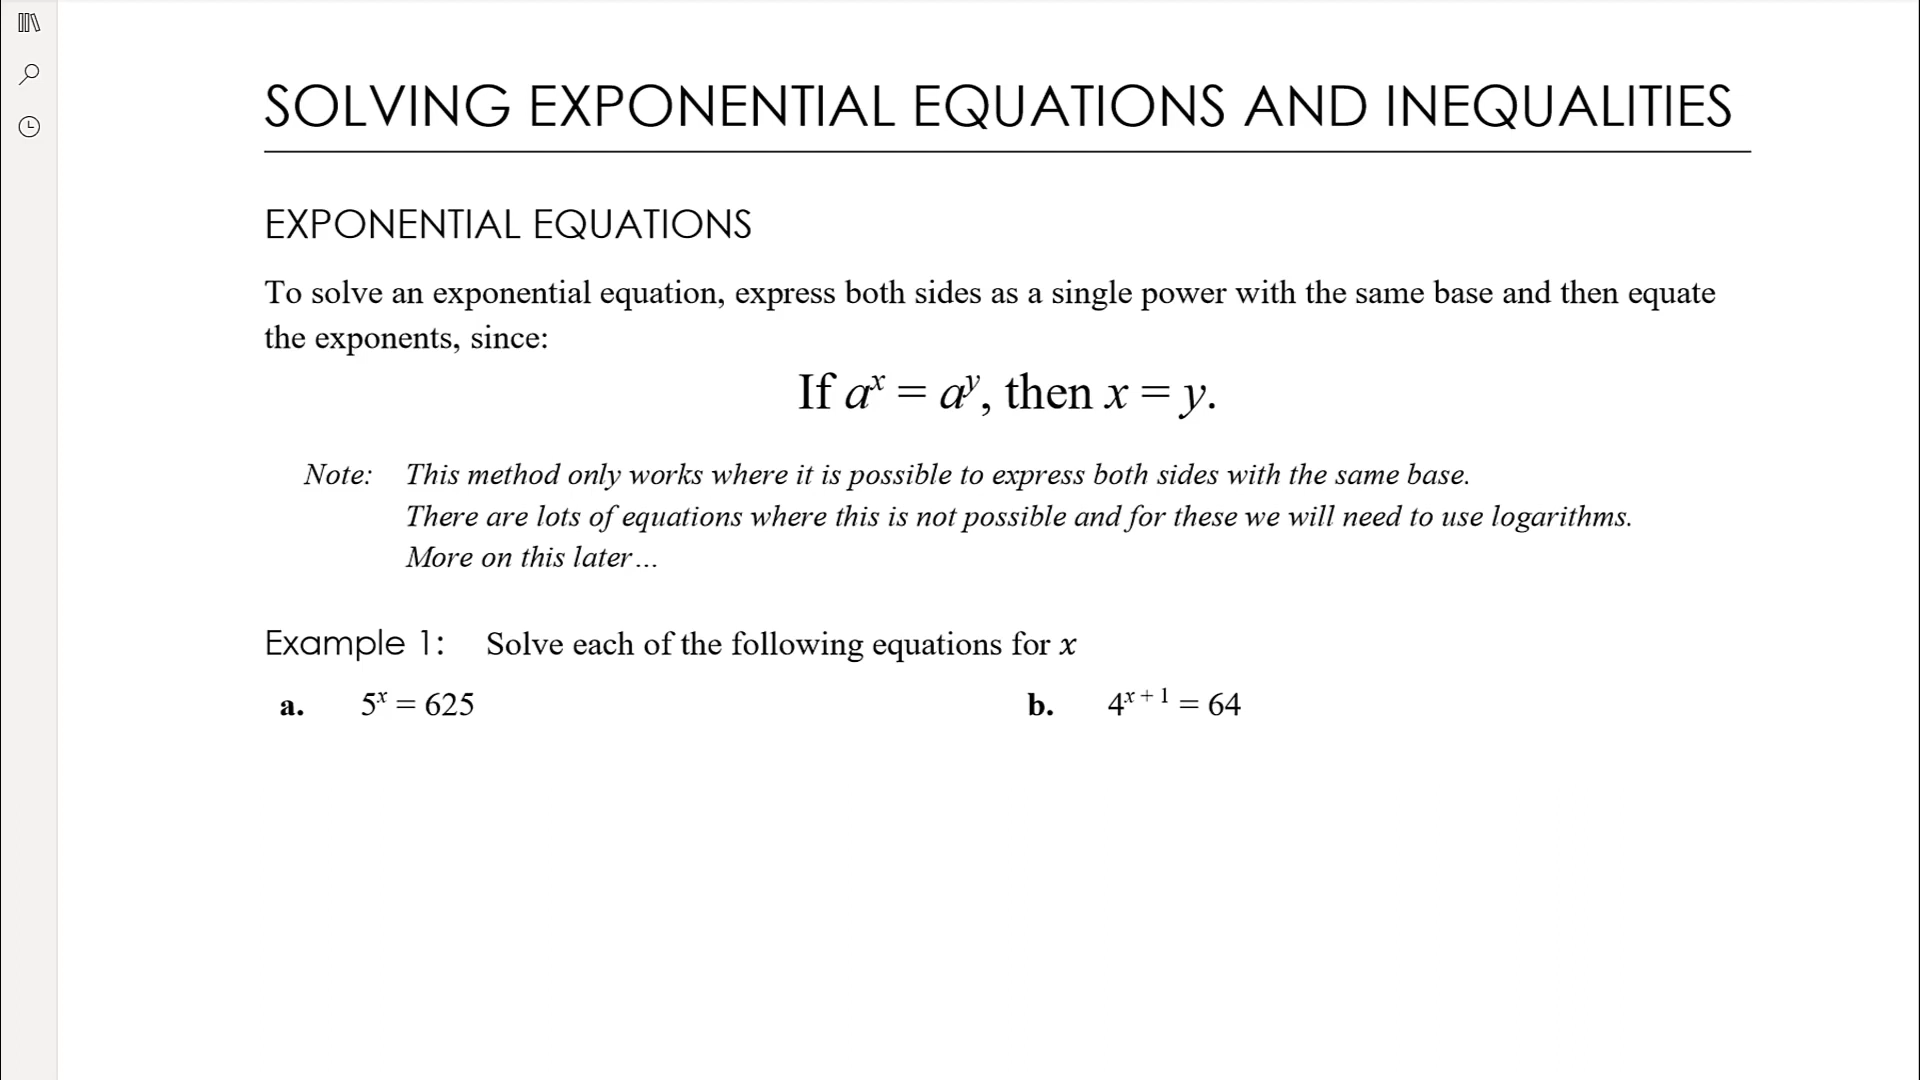 SOLVING EXPONENTIAL EQUATIONS AND INEQUALITIES
EXPONENTIAL EQUATIONS
To solve an exponential equation, express both sides as a single power with the same base and then equate
the exponents, since:
If aˣ = aʸ, then x = y.
Note: This method only works where it is possible to express both sides with the same base.
There are lots of equations where this is not possible and for these we will need to use logarithms.
More on this later…
Example 1: Solve each of the following equations for x
a. 5ˣ = 625 b. 4ˣ⁺¹ = 64